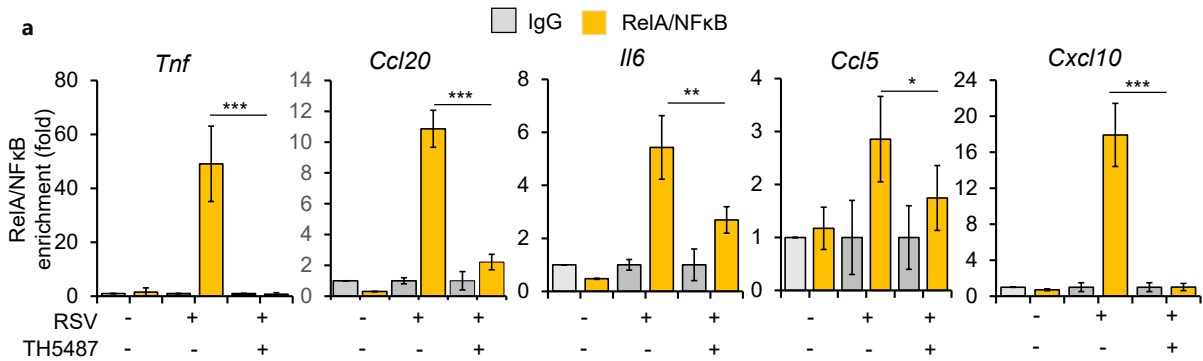 a
IgG RelA/NFκB
Tnf Ccl20 Il6 Ccl5 Cxcl10
RelA/NFκB
enrichment (fold)
80 60 40 20 0
***
14 12 10 8 6 4 2 0
***
8 6 4 2 0
**
4 3 2 1 0
*
24 20 16 12 8 4 0
***
RSV - + + - + + - + + - + + - + +
TH5487 - - + - - + - - + - - + - - +